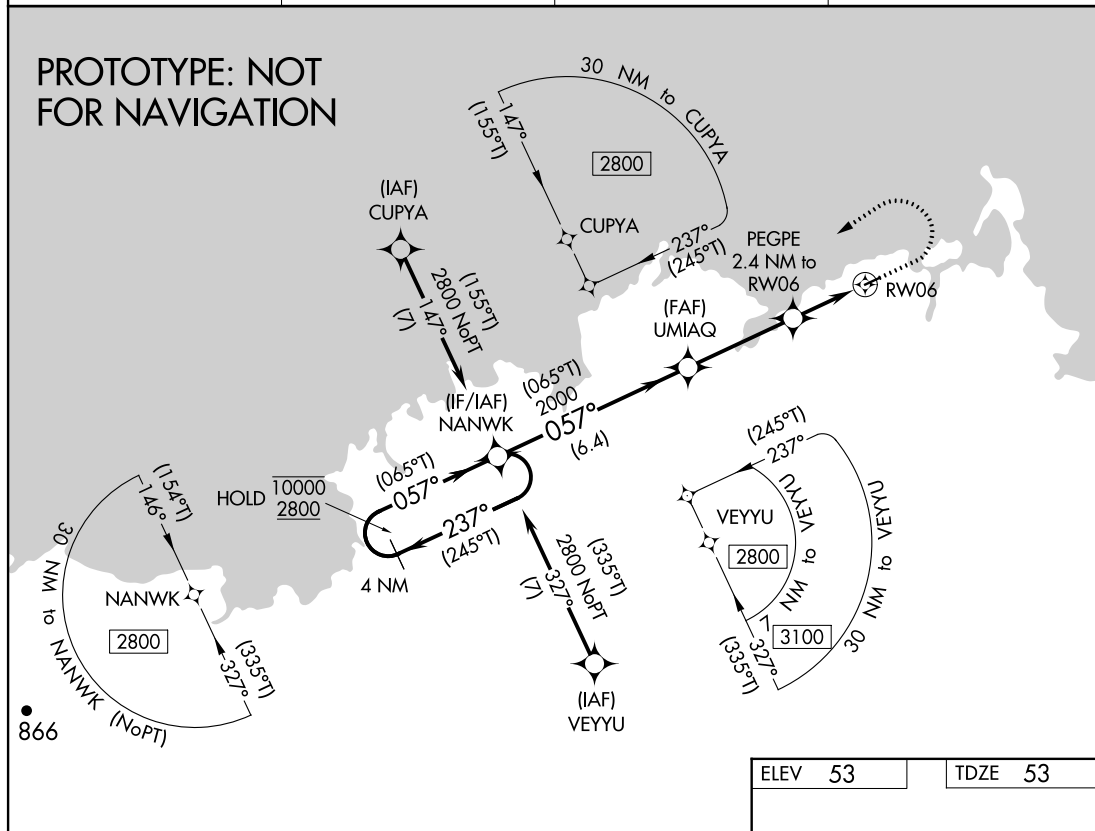 PROTOTYPE: NOT
FOR NAVIGATION
30 NM to CUPYA
147°
(155°T)
2800
CUPYA
237°
(245°T)
(IAF)
CUPYA
(155°T)
2800 NoPT
147°
(7)
PEGPE
2.4 NM to
RW06
RW06
(FAF)
UMIAQ
(IF/IAF)
NANWK
(065°T)
2000
057°
(6.4)
(065°T)
057°
HOLD
10000
2800
237°
(245°T)
4 NM
(154°T)
146°
NANWK
2800
(335°T)
327°
30 NM to NANWK (NoPT)
866
(335°T)
2800 NoPT
327°
(7)
(IAF)
VEYYU
(245°T)
237°
VEYYU
2800
7 NM to VEYYU
3100
30 NM to VEYYU
327°
(335°T)
ELEV 53
TDZE 53